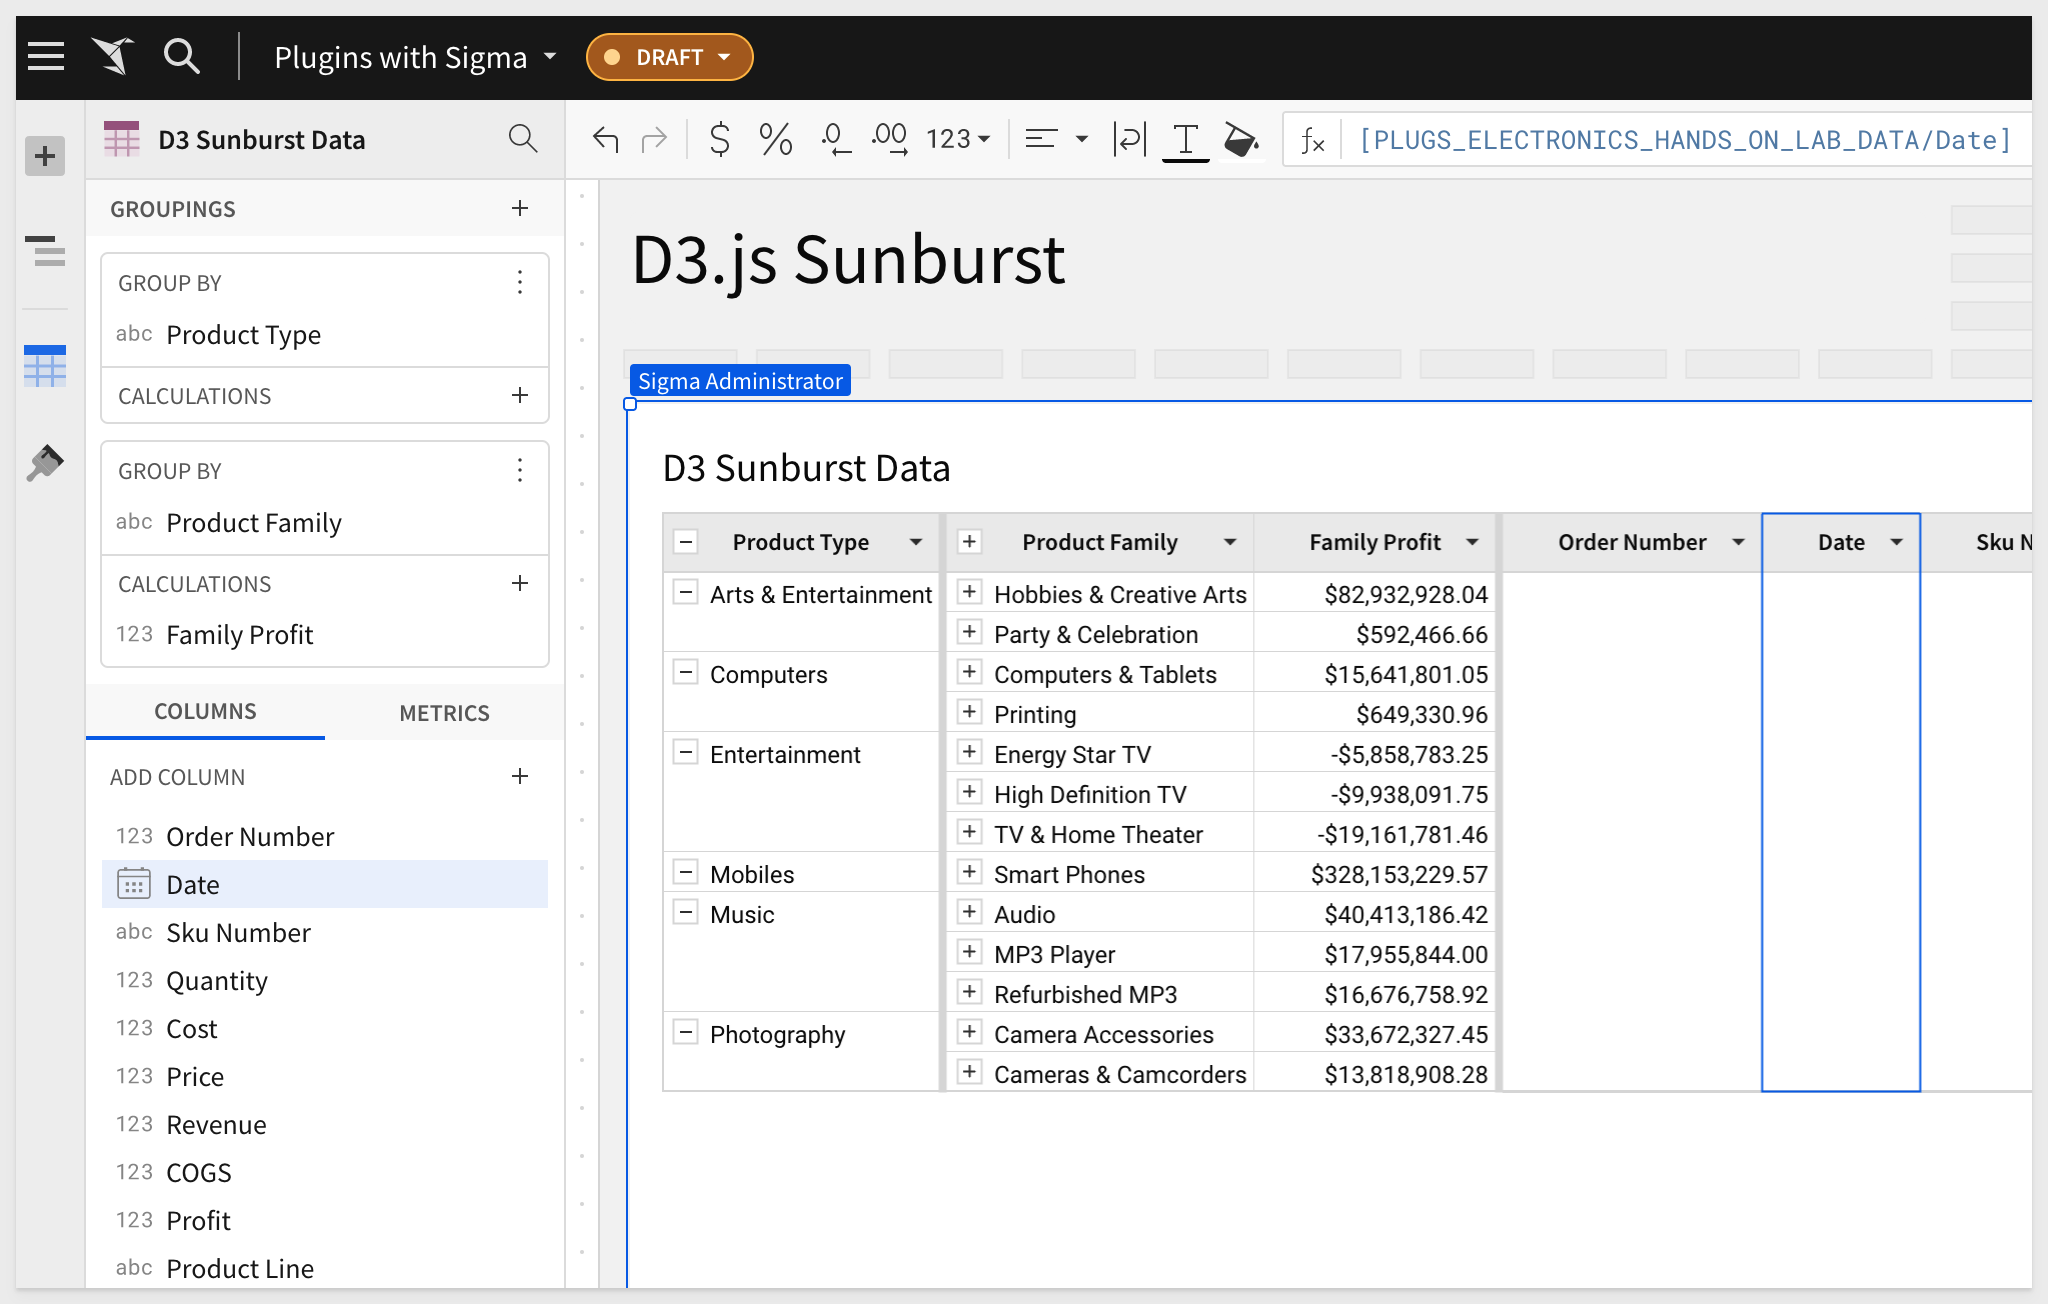 Plugins with Sigma
DRAFT
D3 Sunburst Data
$ % .0 .00 123
fx [PLUGS_ELECTRONICS_HANDS_ON_LAB_DATA/Date]
GROUPINGS
GROUP BY
abc Product Type
CALCULATIONS
GROUP BY
abc Product Family
CALCULATIONS
123 Family Profit
COLUMNS METRICS
ADD COLUMN
123 Order Number
Date
abc Sku Number
123 Quantity
123 Cost
123 Price
123 Revenue
123 COGS
123 Profit
abc Product Line
D3.js Sunburst
Sigma Administrator
D3 Sunburst Data
Product Type Product Family Family Profit Order Number Date Sku N
Arts & Entertainment Hobbies & Creative Arts $82,932,928.04
Party & Celebration $592,466.66
Computers Computers & Tablets $15,641,801.05
Printing $649,330.96
Entertainment Energy Star TV -$5,858,783.25
High Definition TV -$9,938,091.75
TV & Home Theater -$19,161,781.46
Mobiles Smart Phones $328,153,229.57
Music Audio $40,413,186.42
MP3 Player $17,955,844.00
Refurbished MP3 $16,676,758.92
Photography Camera Accessories $33,672,327.45
Cameras & Camcorders $13,818,908.28